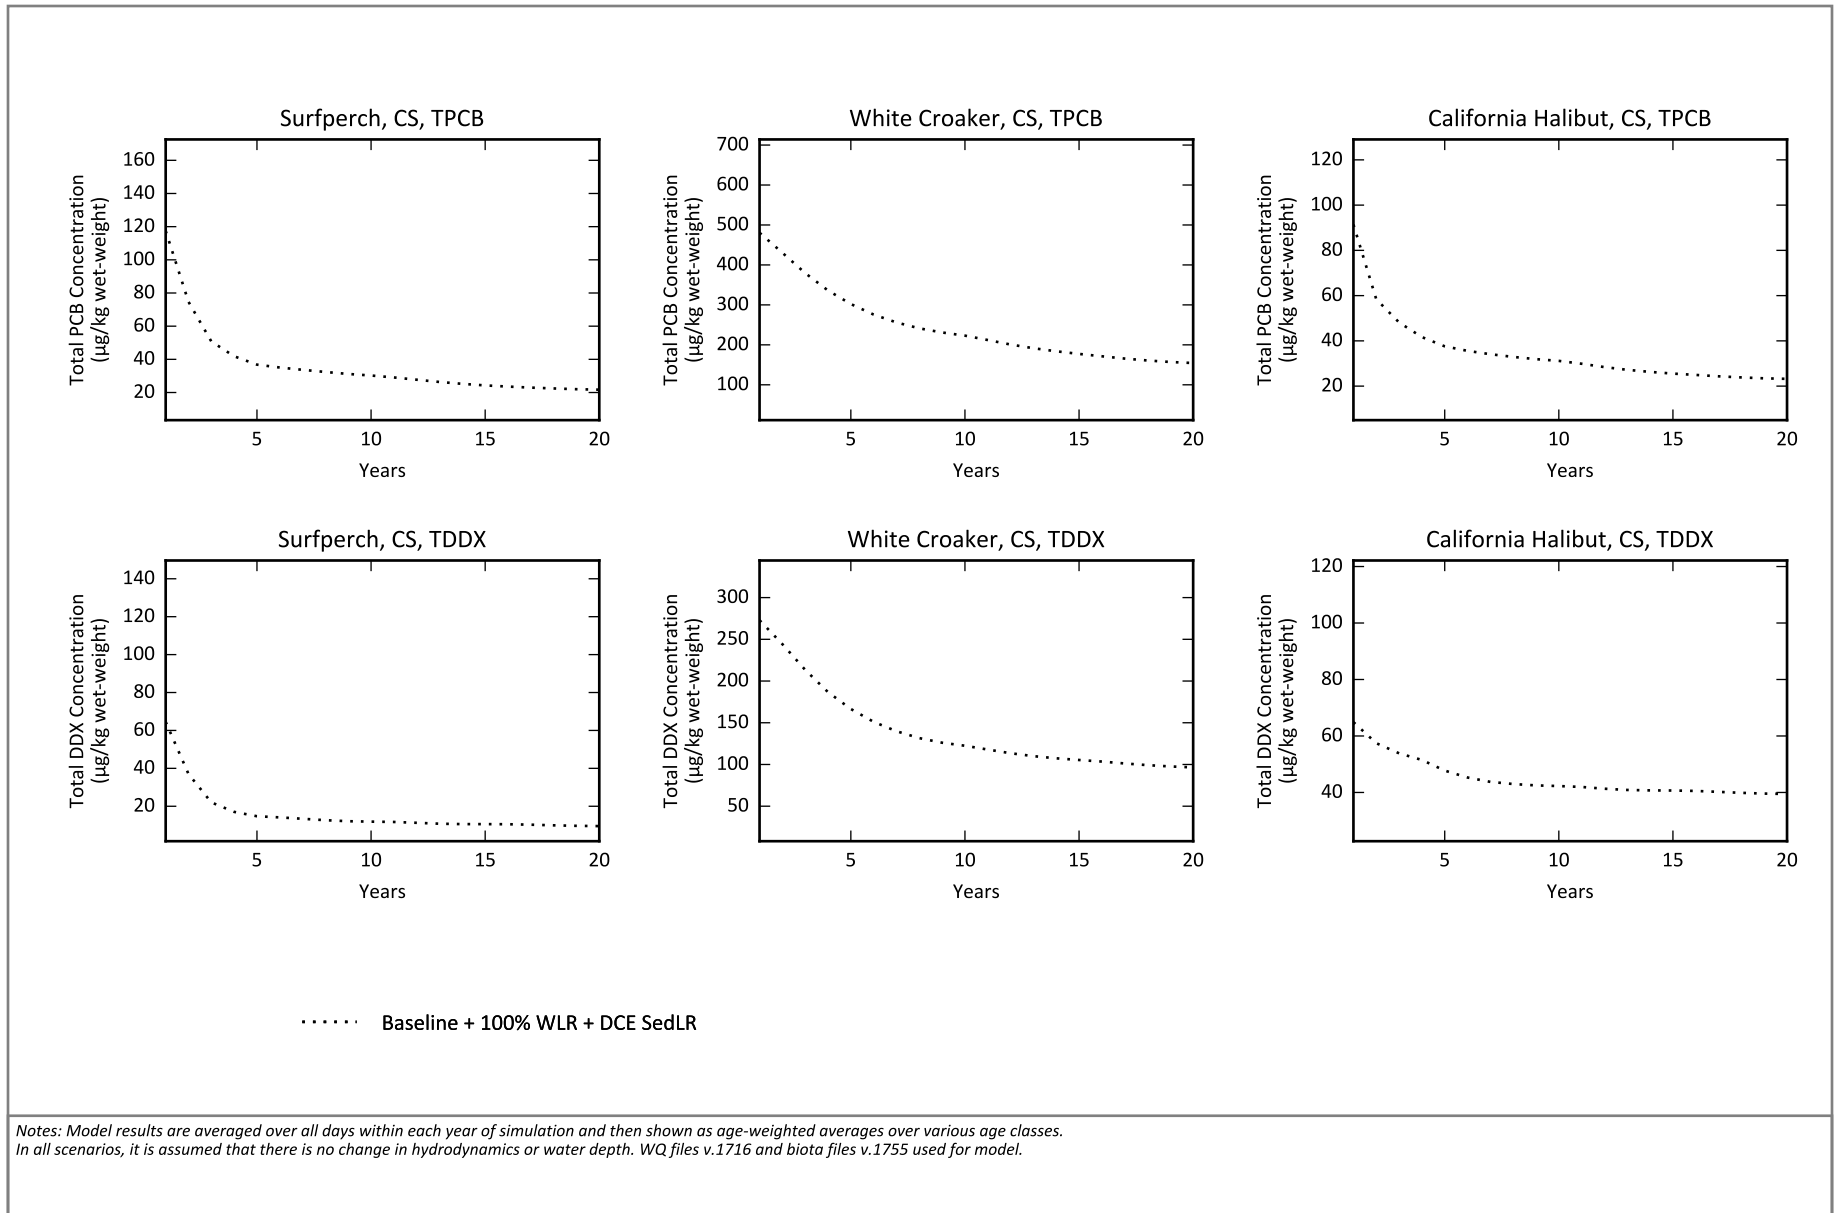 Surfperch, CS, TPCB
Total PCB Concentration
(µg/kg wet-weight)
160
140
120
100
80
60
40
20
5 10 15 20
Years
White Croaker, CS, TPCB
Total PCB Concentration
(µg/kg wet-weight)
700
600
500
400
300
200
100
5 10 15 20
Years
California Halibut, CS, TPCB
Total PCB Concentration
(µg/kg wet-weight)
120
100
80
60
40
20
5 10 15 20
Years
Surfperch, CS, TDDX
Total DDX Concentration
(µg/kg wet-weight)
140
120
100
80
60
40
20
5 10 15 20
Years
White Croaker, CS, TDDX
Total DDX Concentration
(µg/kg wet-weight)
300
250
200
150
100
50
5 10 15 20
Years
California Halibut, CS, TDDX
Total DDX Concentration
(µg/kg wet-weight)
120
100
80
60
40
5 10 15 20
Years
Baseline + 100% WLR + DCE SedLR
Notes: Model results are averaged over all days within each year of simulation and then shown as age-weighted averages over various age classes.
In all scenarios, it is assumed that there is no change in hydrodynamics or water depth. WQ files v.1716 and biota files v.1755 used for model.